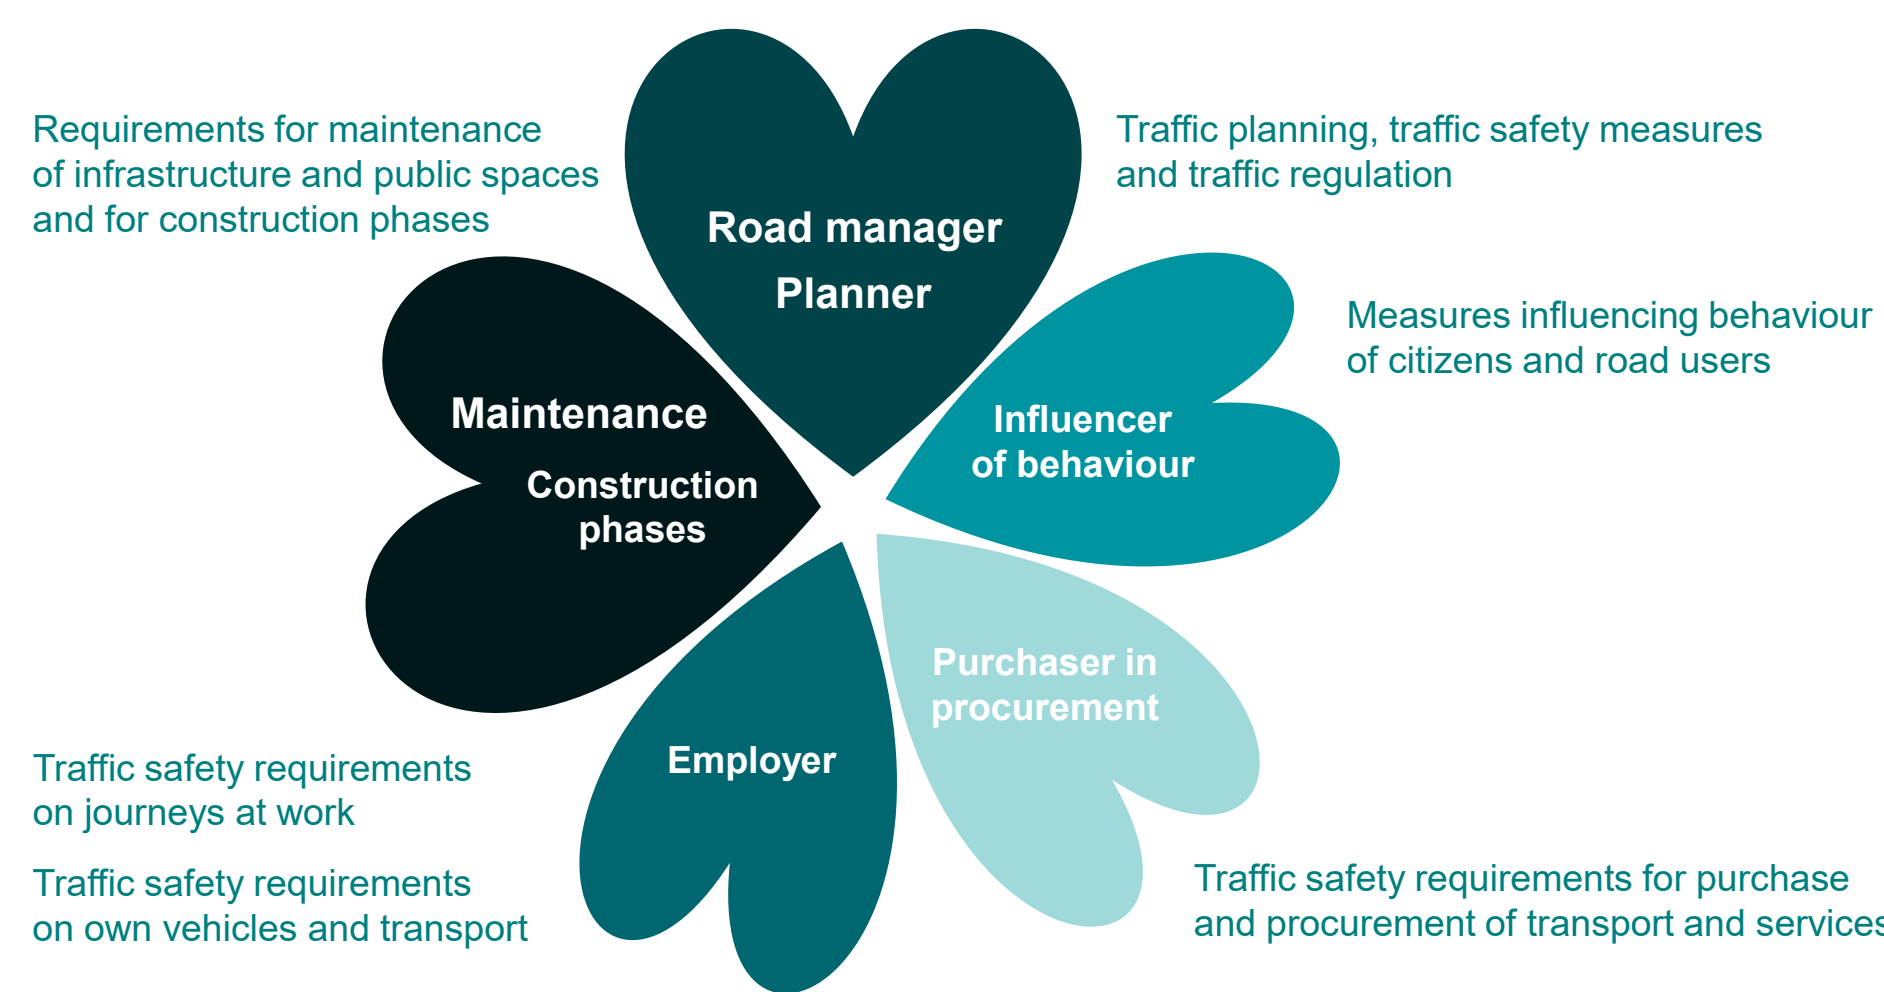 Requirements for maintenance
of infrastructure and public spaces
and for construction phases
Road manager
Planner
Traffic planning, traffic safety measures
and traffic regulation
Measures influencing behaviour
of citizens and road users
Maintenance
Construction
phases
Influencer
of behaviour
Purchaser in
procurement
Employer
Traffic safety requirements
on journeys at work
Traffic safety requirements
on own vehicles and transport
Traffic safety requirements for purchase
and procurement of transport and services